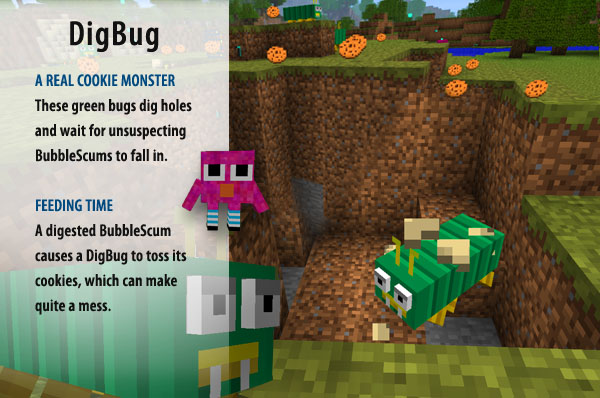 DigBug
A REAL COOKIE MONSTER
These green bugs dig holes
and wait for unsuspecting
BubbleScums to fall in.
FEEDING TIME
A digested BubbleScum
causes a DigBug to toss its
cookies, which can make
quite a mess.